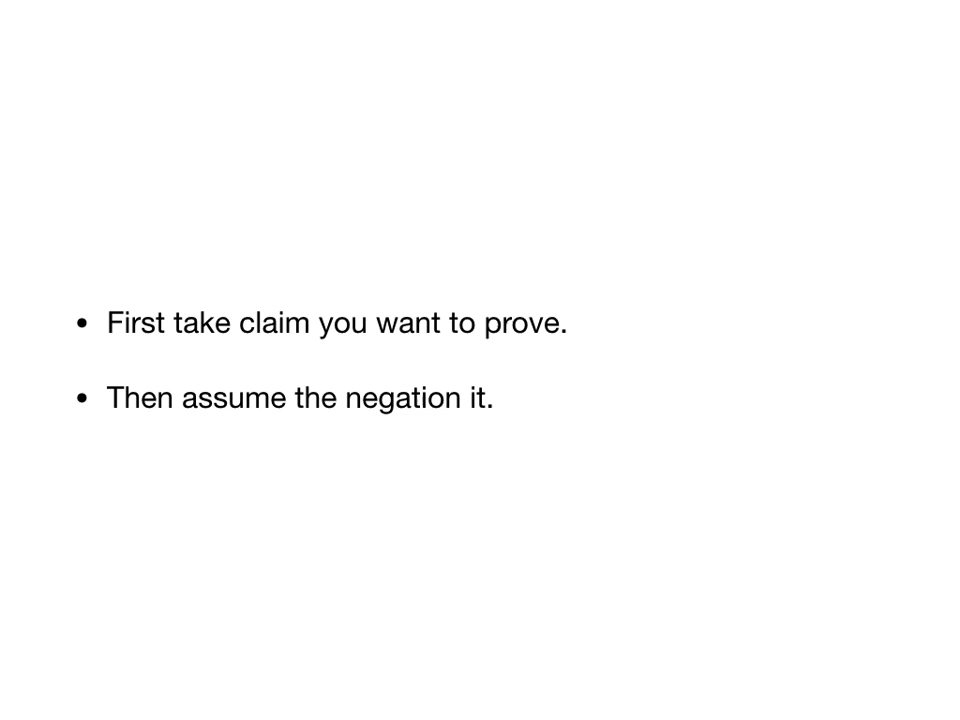 • First take claim you want to prove.
• Then assume the negation it.